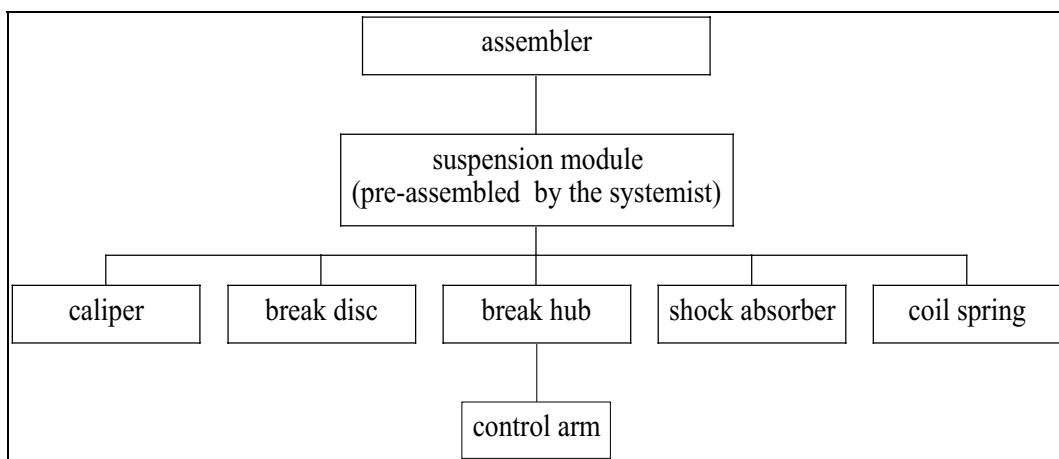 assembler
suspension module
(pre-assembled by the systemist)
caliper
break disc
break hub
shock absorber
coil spring
control arm